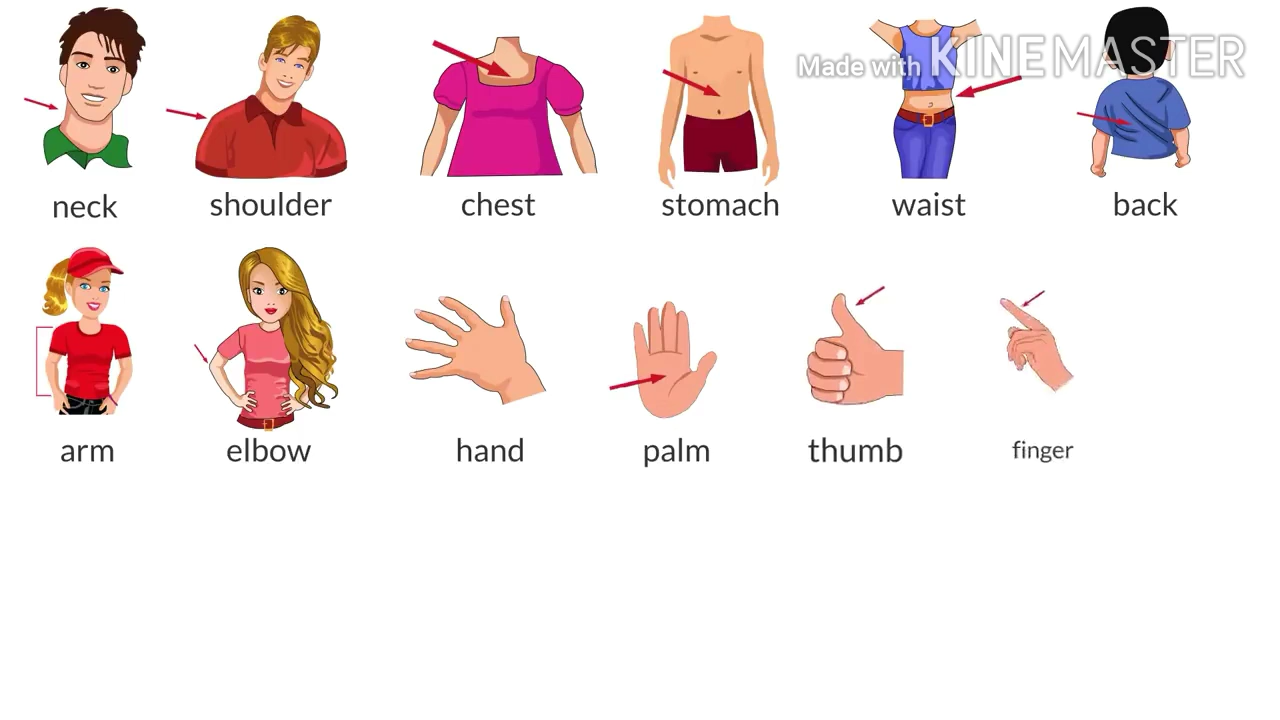 Made with KINEMASTER
neck shoulder chest stomach waist back
arm elbow hand palm thumb finger